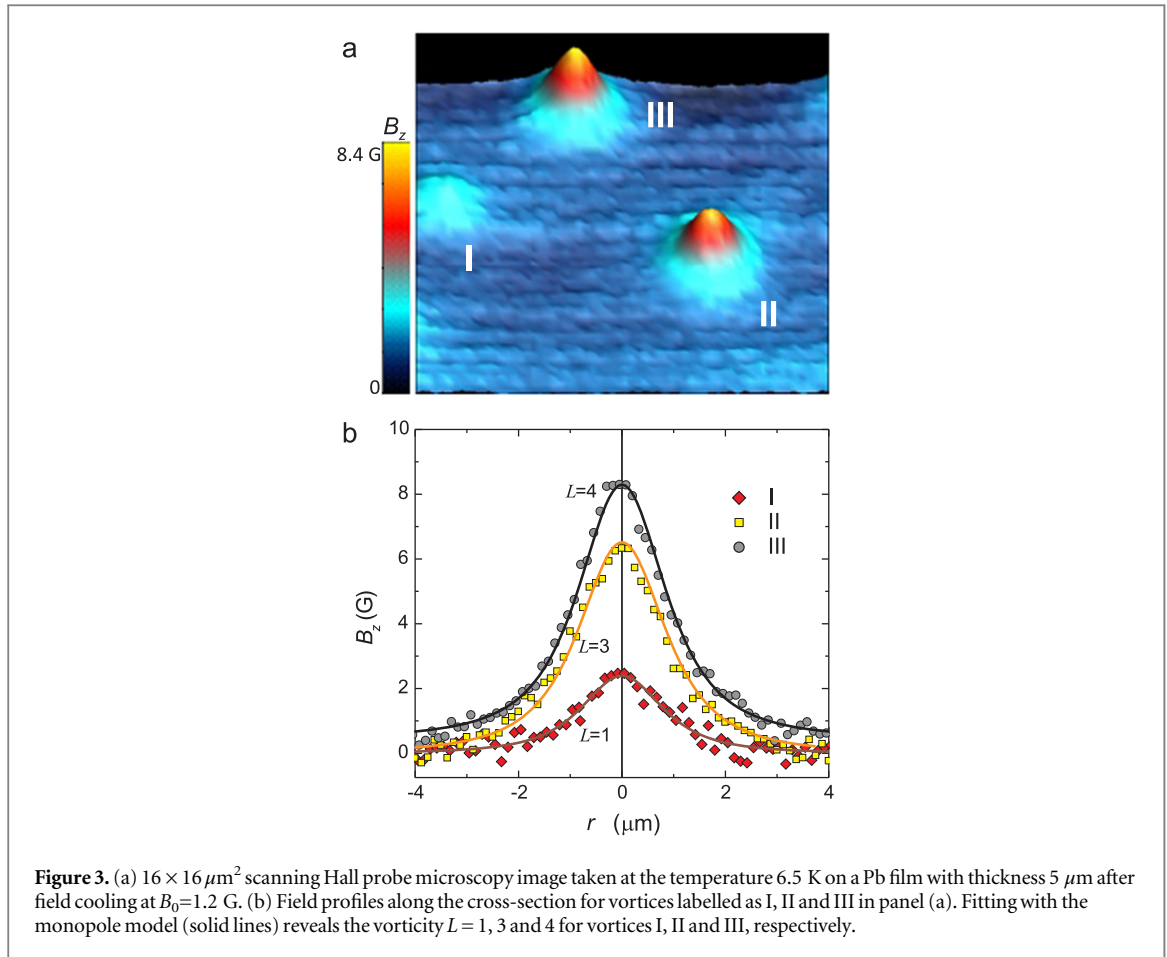 a
III
B_z
8.4 G
I
II
0
b
10
8
6
4
2
0
B_z (G)
L=4
L=3
L=1
I
II
III
-4 -2 0 2 4
r (μm)
Figure 3. (a) 16 × 16 μm² scanning Hall probe microscopy image taken at the temperature 6.5 K on a Pb film with thickness 5 μm after
field cooling at B₀=1.2 G. (b) Field profiles along the cross-section for vortices labelled as I, II and III in panel (a). Fitting with the
monopole model (solid lines) reveals the vorticity L = 1, 3 and 4 for vortices I, II and III, respectively.